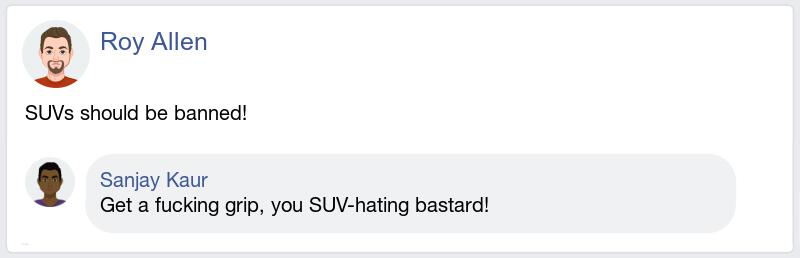 Roy Allen
SUVs should be banned!
Sanjay Kaur
Get a fucking grip, you SUV-hating bastard!